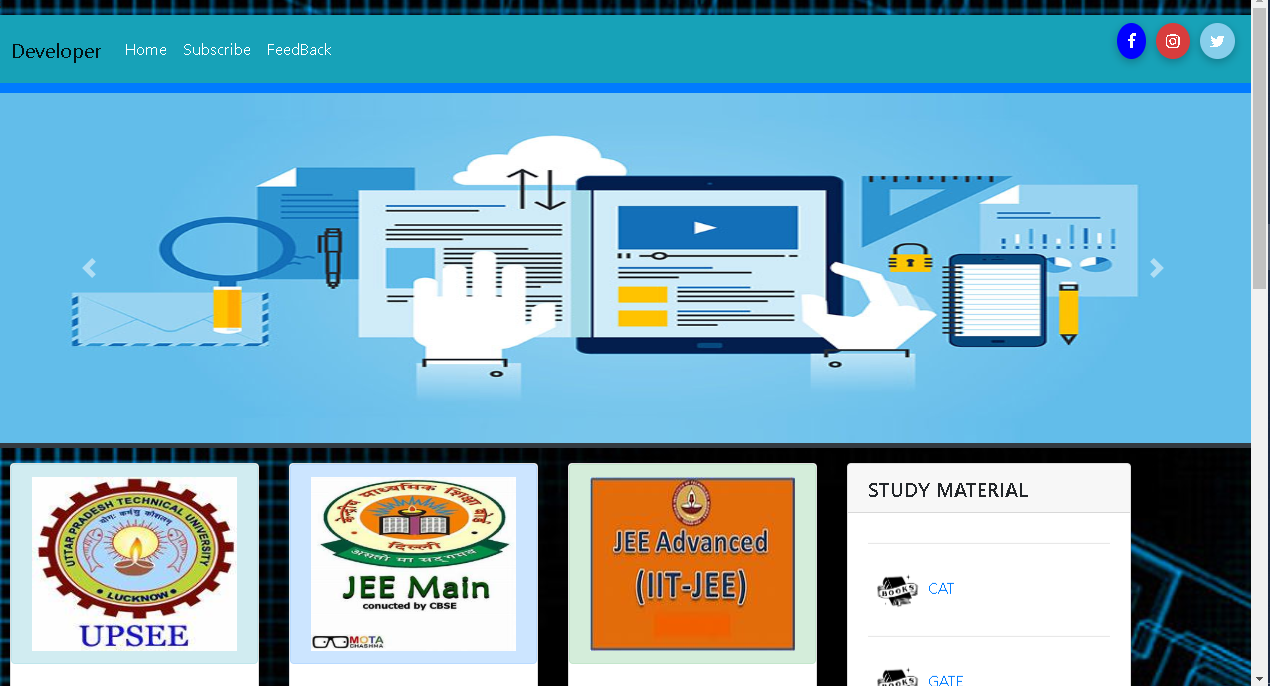 Developer Home Subscribe FeedBack
UTTAR PRADESH TECHNICAL UNIVERSITY
योगः कर्मसु कौशलम्
LUCKNOW
UPSEE
केन्द्रीय माध्यमिक शिक्षा बोर्ड
दिल्ली
असतो मा सद्गमय
JEE Main
conucted by CBSE
MOTA
CHASHMA
JEE Advanced
(IIT-JEE)
STUDY MATERIAL
BOOKS CAT
BOOKS GATE